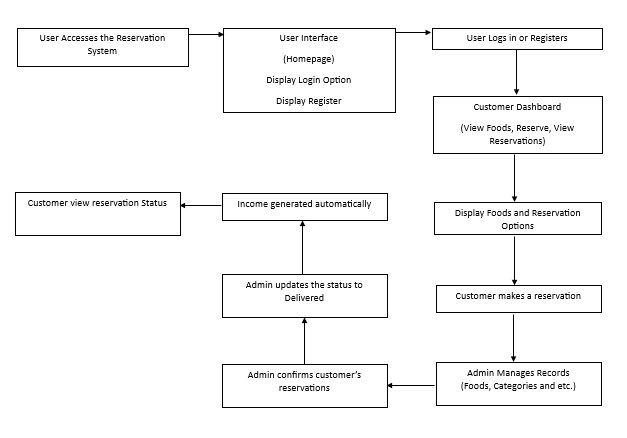 User Accesses the Reservation
System
User Interface
(Homepage)
Display Login Option
Display Register
User Logs in or Registers
Customer Dashboard
(View Foods, Reserve, View
Reservations)
Display Foods and Reservation
Options
Customer makes a reservation
Admin Manages Records
(Foods, Categories and etc.)
Admin confirms customer's
reservations
Admin updates the status to
Delivered
Income generated automatically
Customer view reservation Status